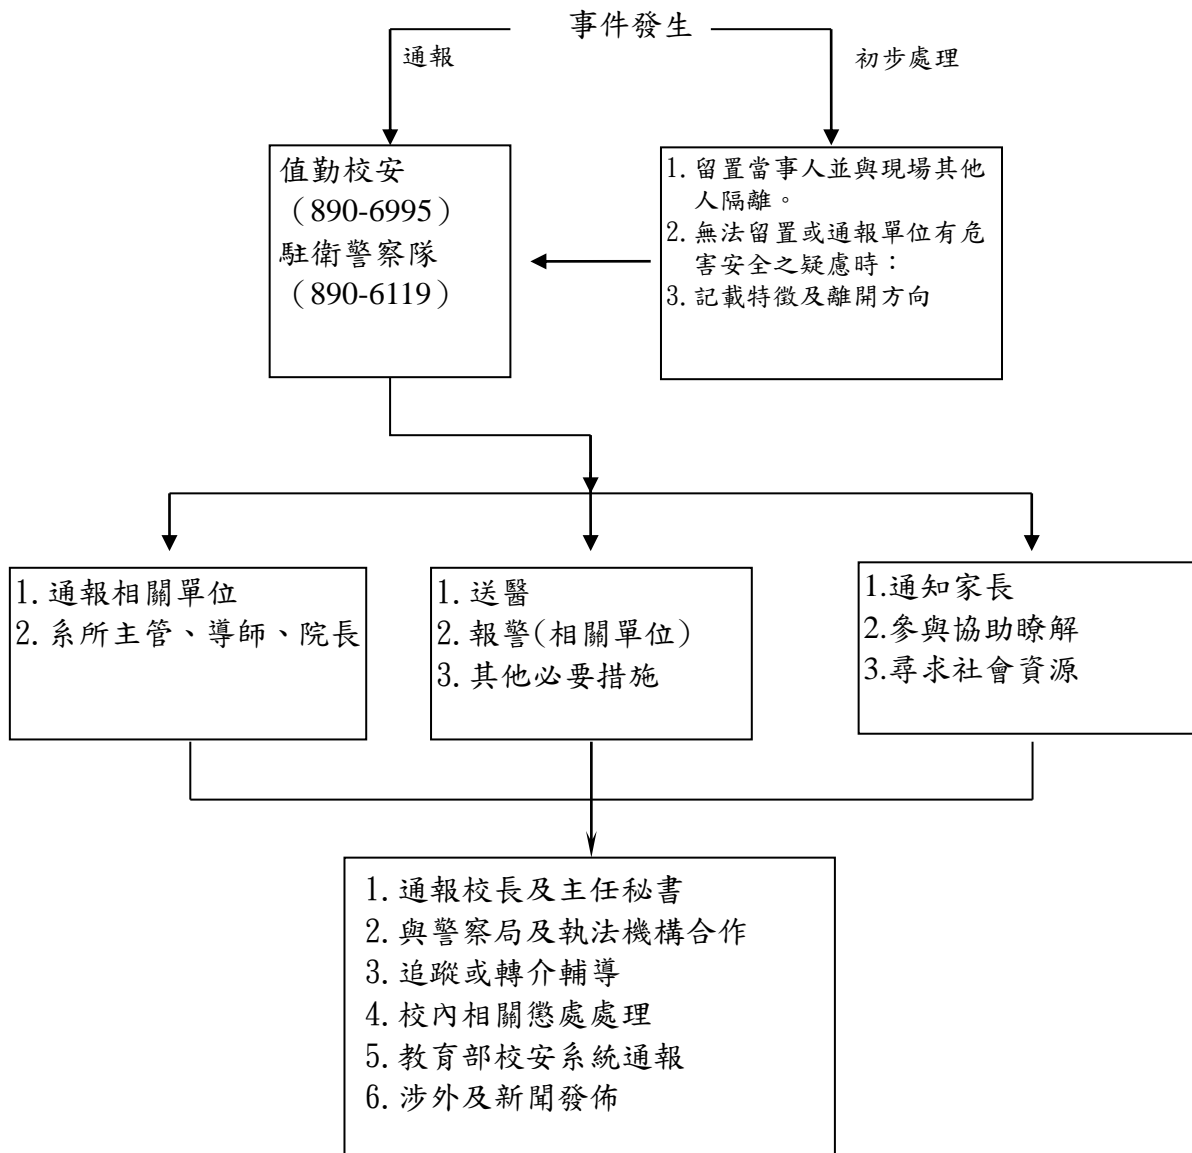 事件發生
通報
初步處理
值勤校安
（890-6995）
駐衛警察隊
（890-6119）
1. 留置當事人並與現場其他
人隔離。
2. 無法留置或通報單位有危
害安全之疑慮時：
3. 記載特徵及離開方向
1. 通報相關單位
2. 系所主管、導師、院長
1. 送醫
2. 報警(相關單位)
3. 其他必要措施
1.通知家長
2.參與協助瞭解
3.尋求社會資源
1. 通報校長及主任秘書
2. 與警察局及執法機構合作
3. 追蹤或轉介輔導
4. 校內相關懲處處理
5. 教育部校安系統通報
6. 涉外及新聞發佈